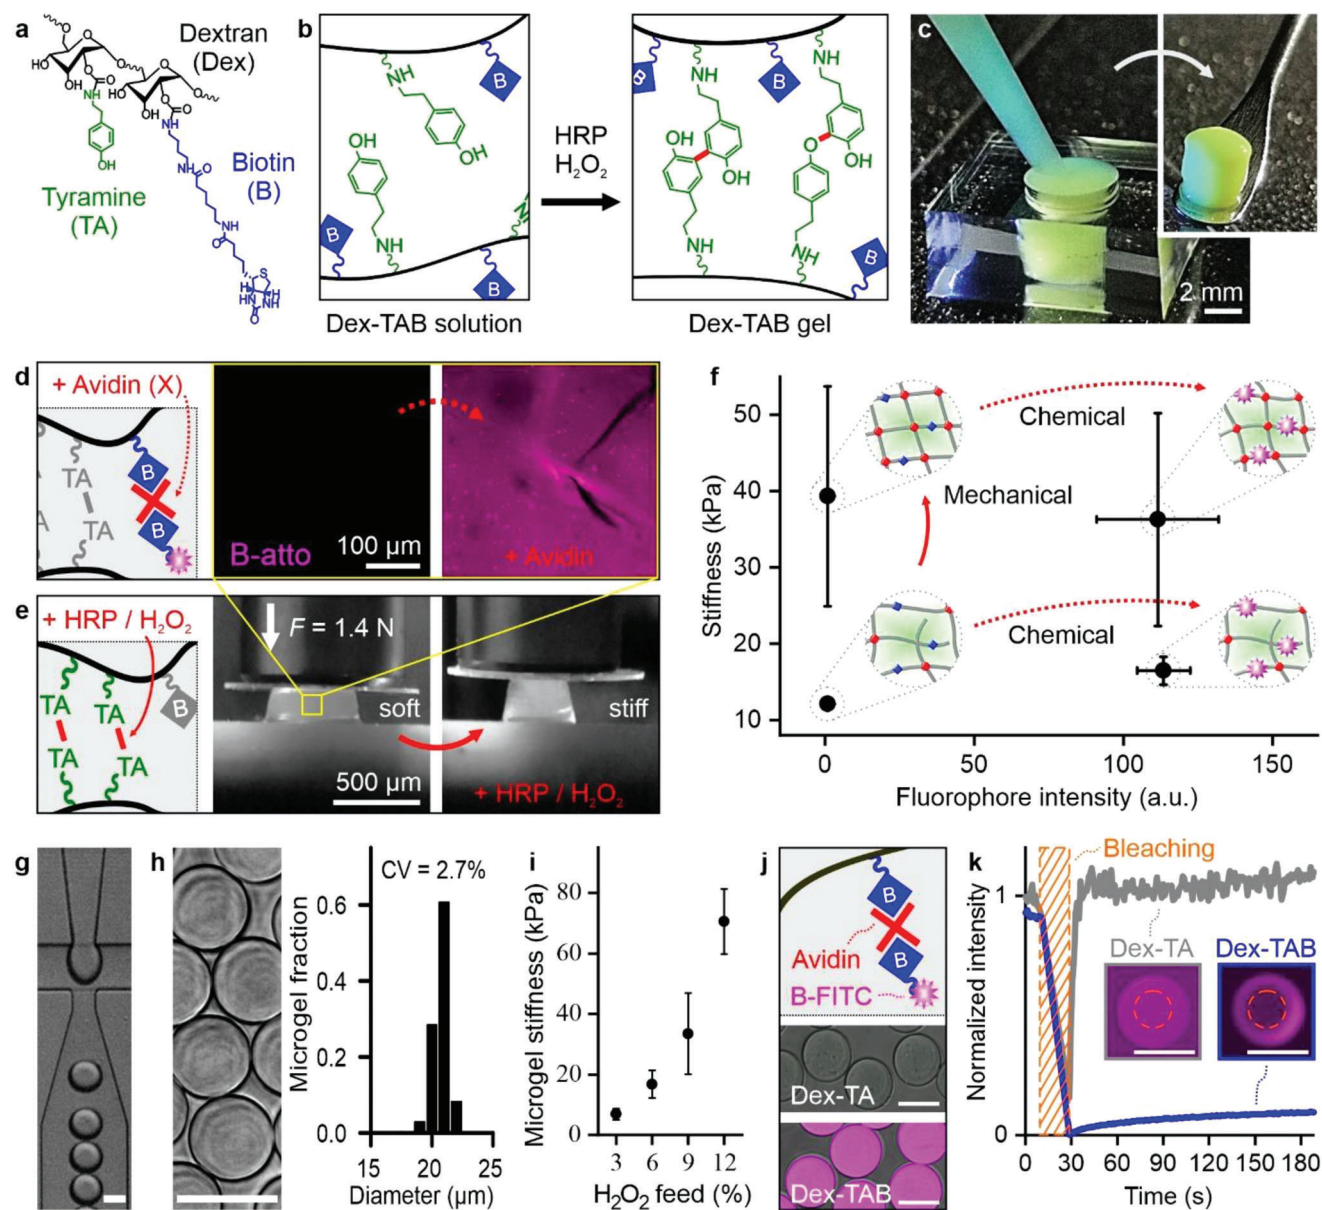 a
Dextran
(Dex)
O
HO
OH
NH
Tyramine
(TA)
Biotin
(B)
S
H
HN
NH
b
NH
B
OH
OH
B
NH
B
HRP
H₂O₂
B
NH
B
NH
OH
OH
O
OH
NH
NH
B
Dex-TAB solution
Dex-TAB gel
c
2 mm
d
+ Avidin (X)
TA
TA
B
B
B-atto
100 µm
+ Avidin
e
+ HRP / H₂O₂
TA
TA
TA
TA
B
F = 1.4 N
soft
500 µm
stiff
+ HRP / H₂O₂
f
Stiffness (kPa)
50
40
30
20
10
Chemical
Mechanical
Chemical
0
50
100
150
Fluorophore intensity (a.u.)
g
h
CV = 2.7%
Microgel fraction
0.6
0.4
0.2
0.0
15
20
25
Diameter (µm)
i
Microgel stiffness (kPa)
80
60
40
20
0
3
6
9
12
H₂O₂ feed (%)
j
B
Avidin
B
B-FITC
Dex-TA
Dex-TAB
k
Bleaching
Normalized intensity
1
0
Dex-TA
Dex-TAB
0
30
60
90
120
150
180
Time (s)